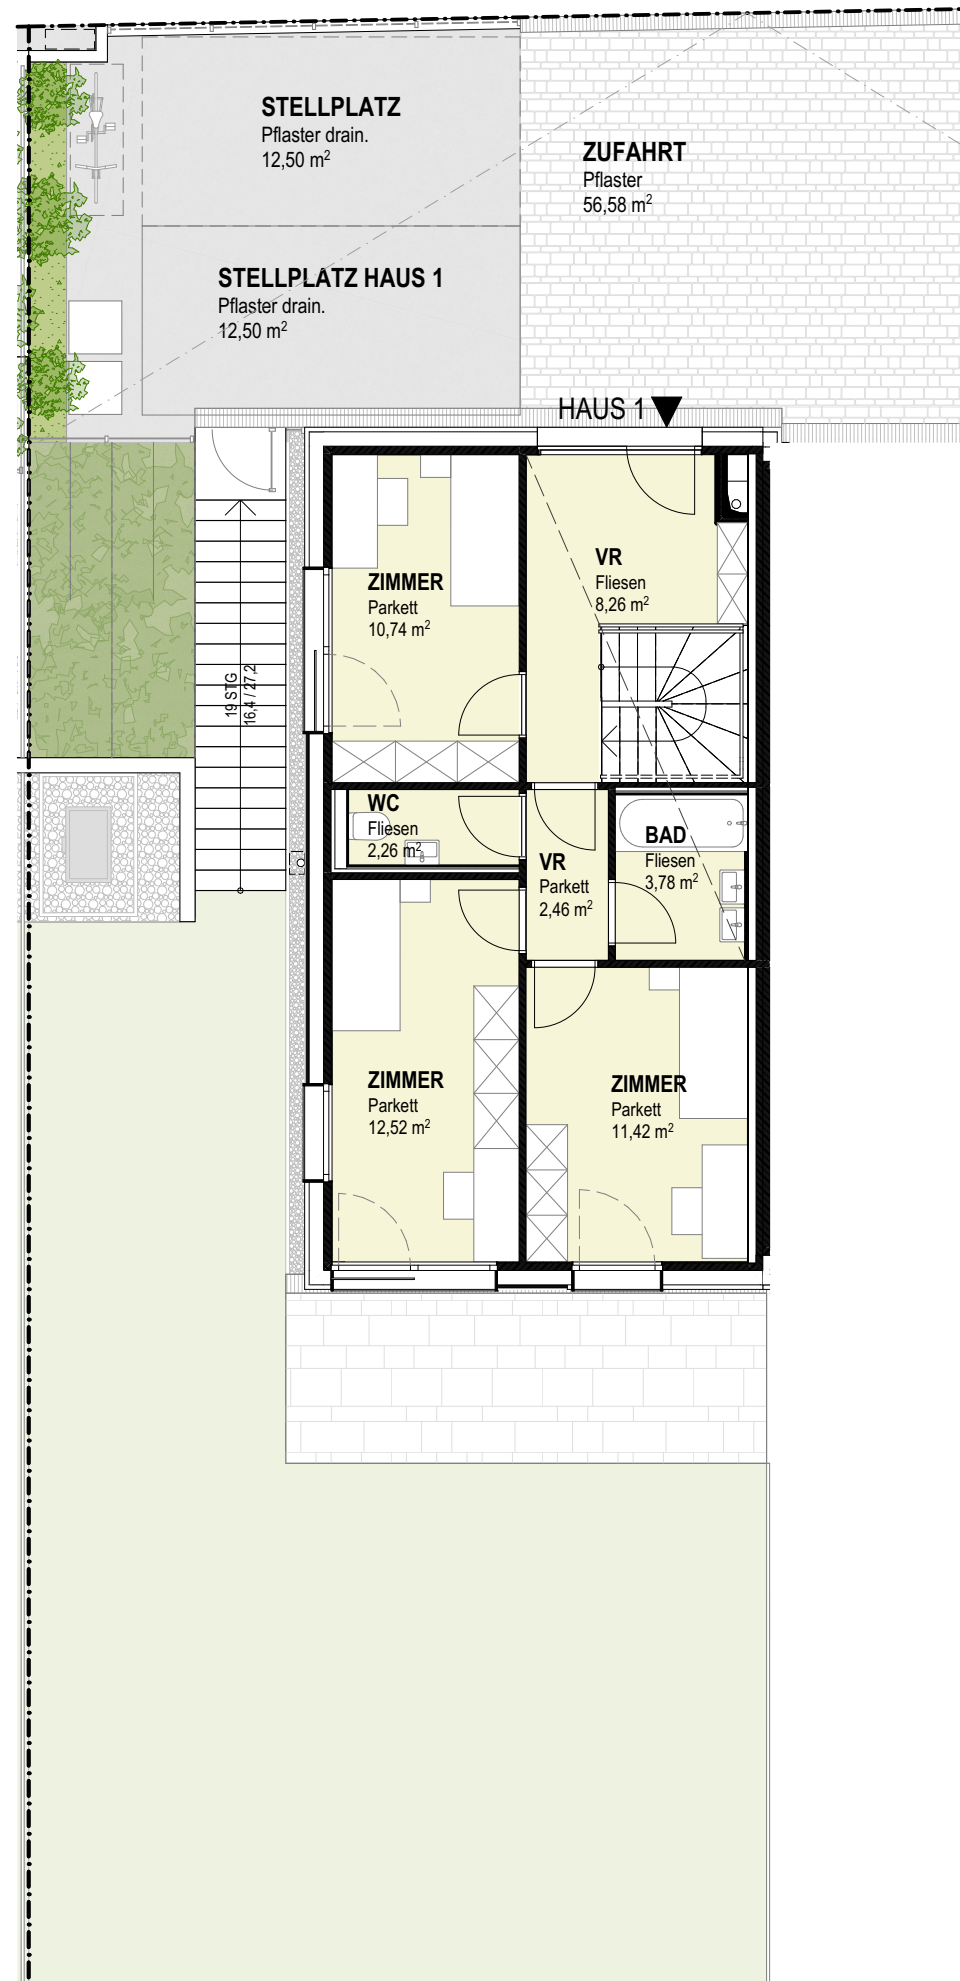 STELLPLATZ
Pflaster drain.
12,50 m²
ZUFAHRT
Pflaster
56,58 m²
STELLPLATZ HAUS 1
Pflaster drain.
12,50 m²
HAUS 1
VR
Fliesen
8,26 m²
ZIMMER
Parkett
10,74 m²
19 STG
16,4 / 27,2
WC
Fliesen
2,26 m²
BAD
Fliesen
3,78 m²
VR
Parkett
2,46 m²
ZIMMER
Parkett
12,52 m²
ZIMMER
Parkett
11,42 m²